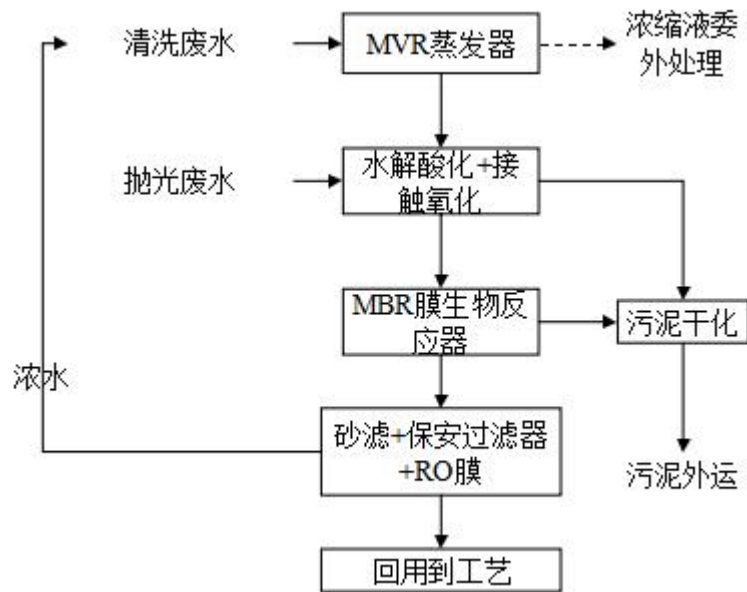 清洗废水
MVR蒸发器
浓缩液委
外处理
抛光废水
水解酸化+接
触氧化
MBR膜生物反
应器
污泥干化
浓水
砂滤+保安过滤器
+RO膜
污泥外运
回用到工艺